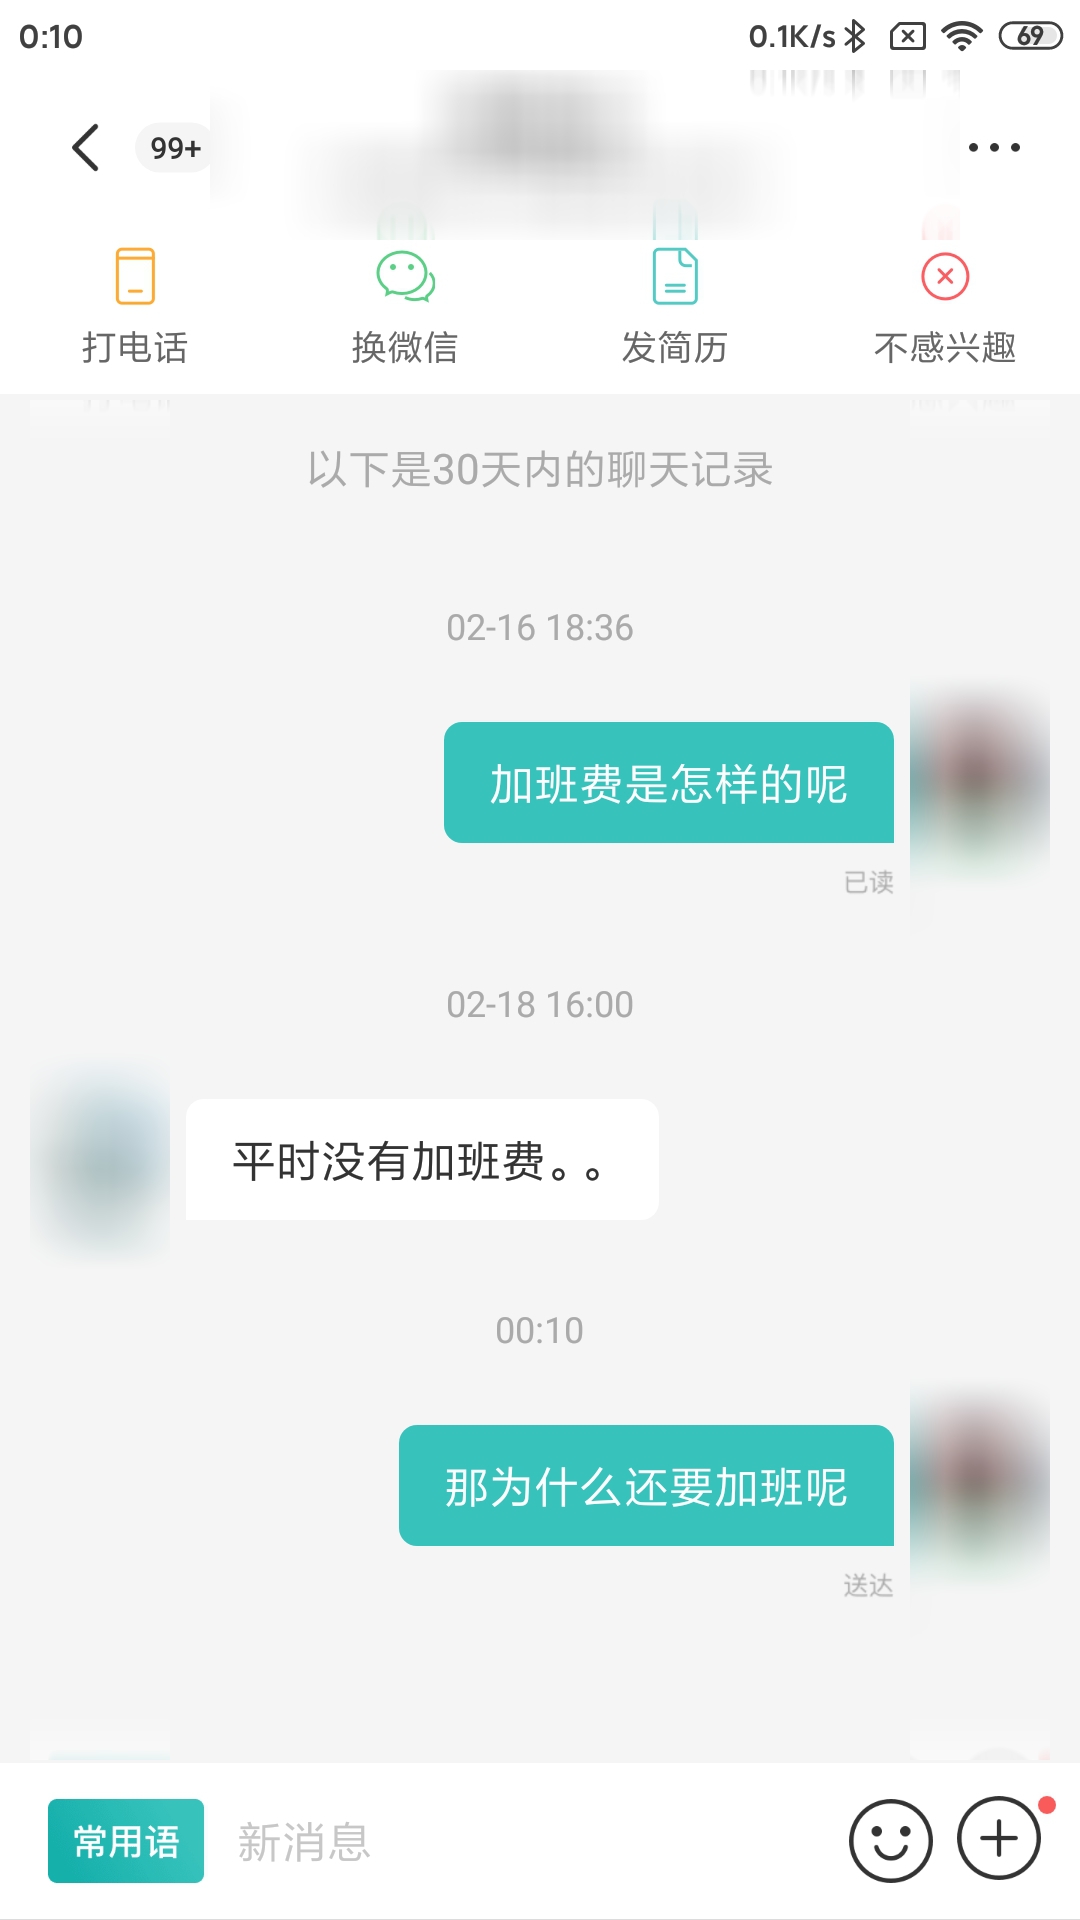 0:10
0.1K/s
69
99+
打电话
换微信
发简历
不感兴趣
以下是30天内的聊天记录
02-16 18:36
加班费是怎样的呢
已读
02-18 16:00
平时没有加班费。。
00:10
那为什么还要加班呢
送达
常用语
新消息